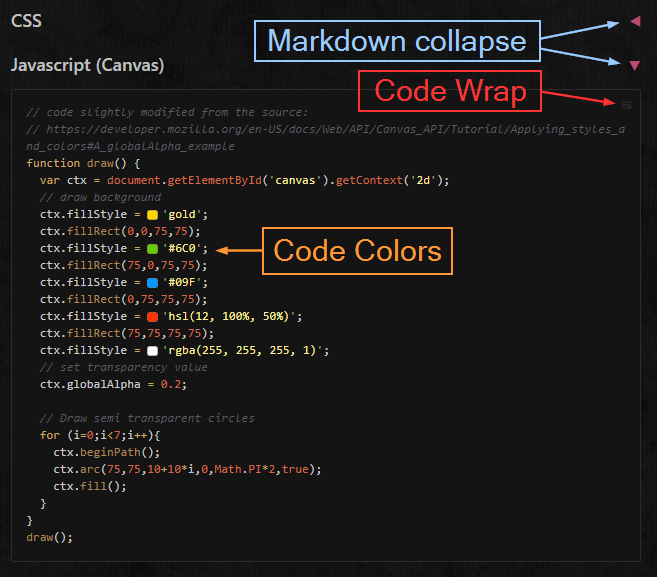 CSS
Markdown collapse
Javascript (Canvas)
Code Wrap
// code slightly modified from the source:
// https://developer.mozilla.org/en-US/docs/Web/API/Canvas_API/Tutorial/Applying_styles_a
nd_colors#A_globalAlpha_example
function draw() {
  var ctx = document.getElementById('canvas').getContext('2d');
  // draw background
  ctx.fillStyle = 'gold';
  ctx.fillRect(0,0,75,75);
  ctx.fillStyle = '#6C0';
  ctx.fillRect(75,0,75,75);
  ctx.fillStyle = '#09F';
  ctx.fillRect(0,75,75,75);
  ctx.fillStyle = 'hsl(12, 100%, 50%)';
  ctx.fillRect(75,75,75,75);
  ctx.fillStyle = 'rgba(255, 255, 255, 1)';
  // set transparency value
  ctx.globalAlpha = 0.2;
  // Draw semi transparent circles
  for (i=0;i<7;i++){
    ctx.beginPath();
    ctx.arc(75,75,10+10*i,0,Math.PI*2,true);
    ctx.fill();
  }
}
draw();
Code Colors